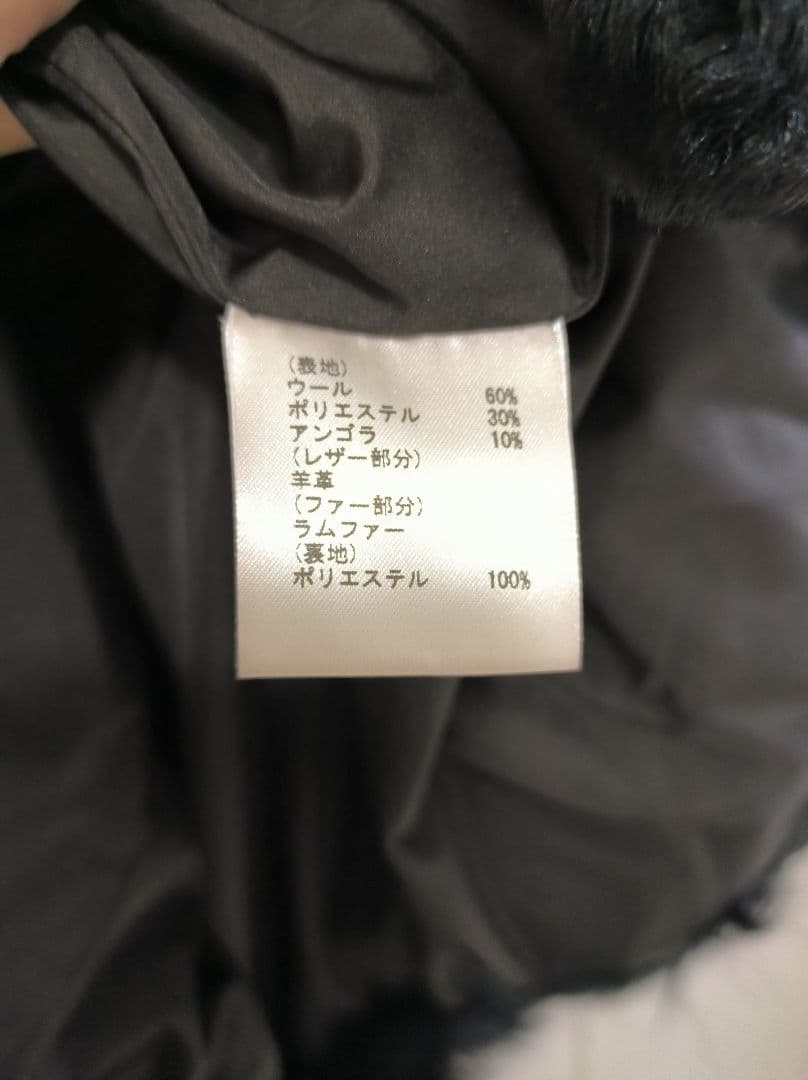 (表地)
ウール 60%
ポリエステル 30%
アンゴラ 10%
(レザー部分)
羊革
(ファー部分)
ラムファー
(裏地)
ポリエステル 100%